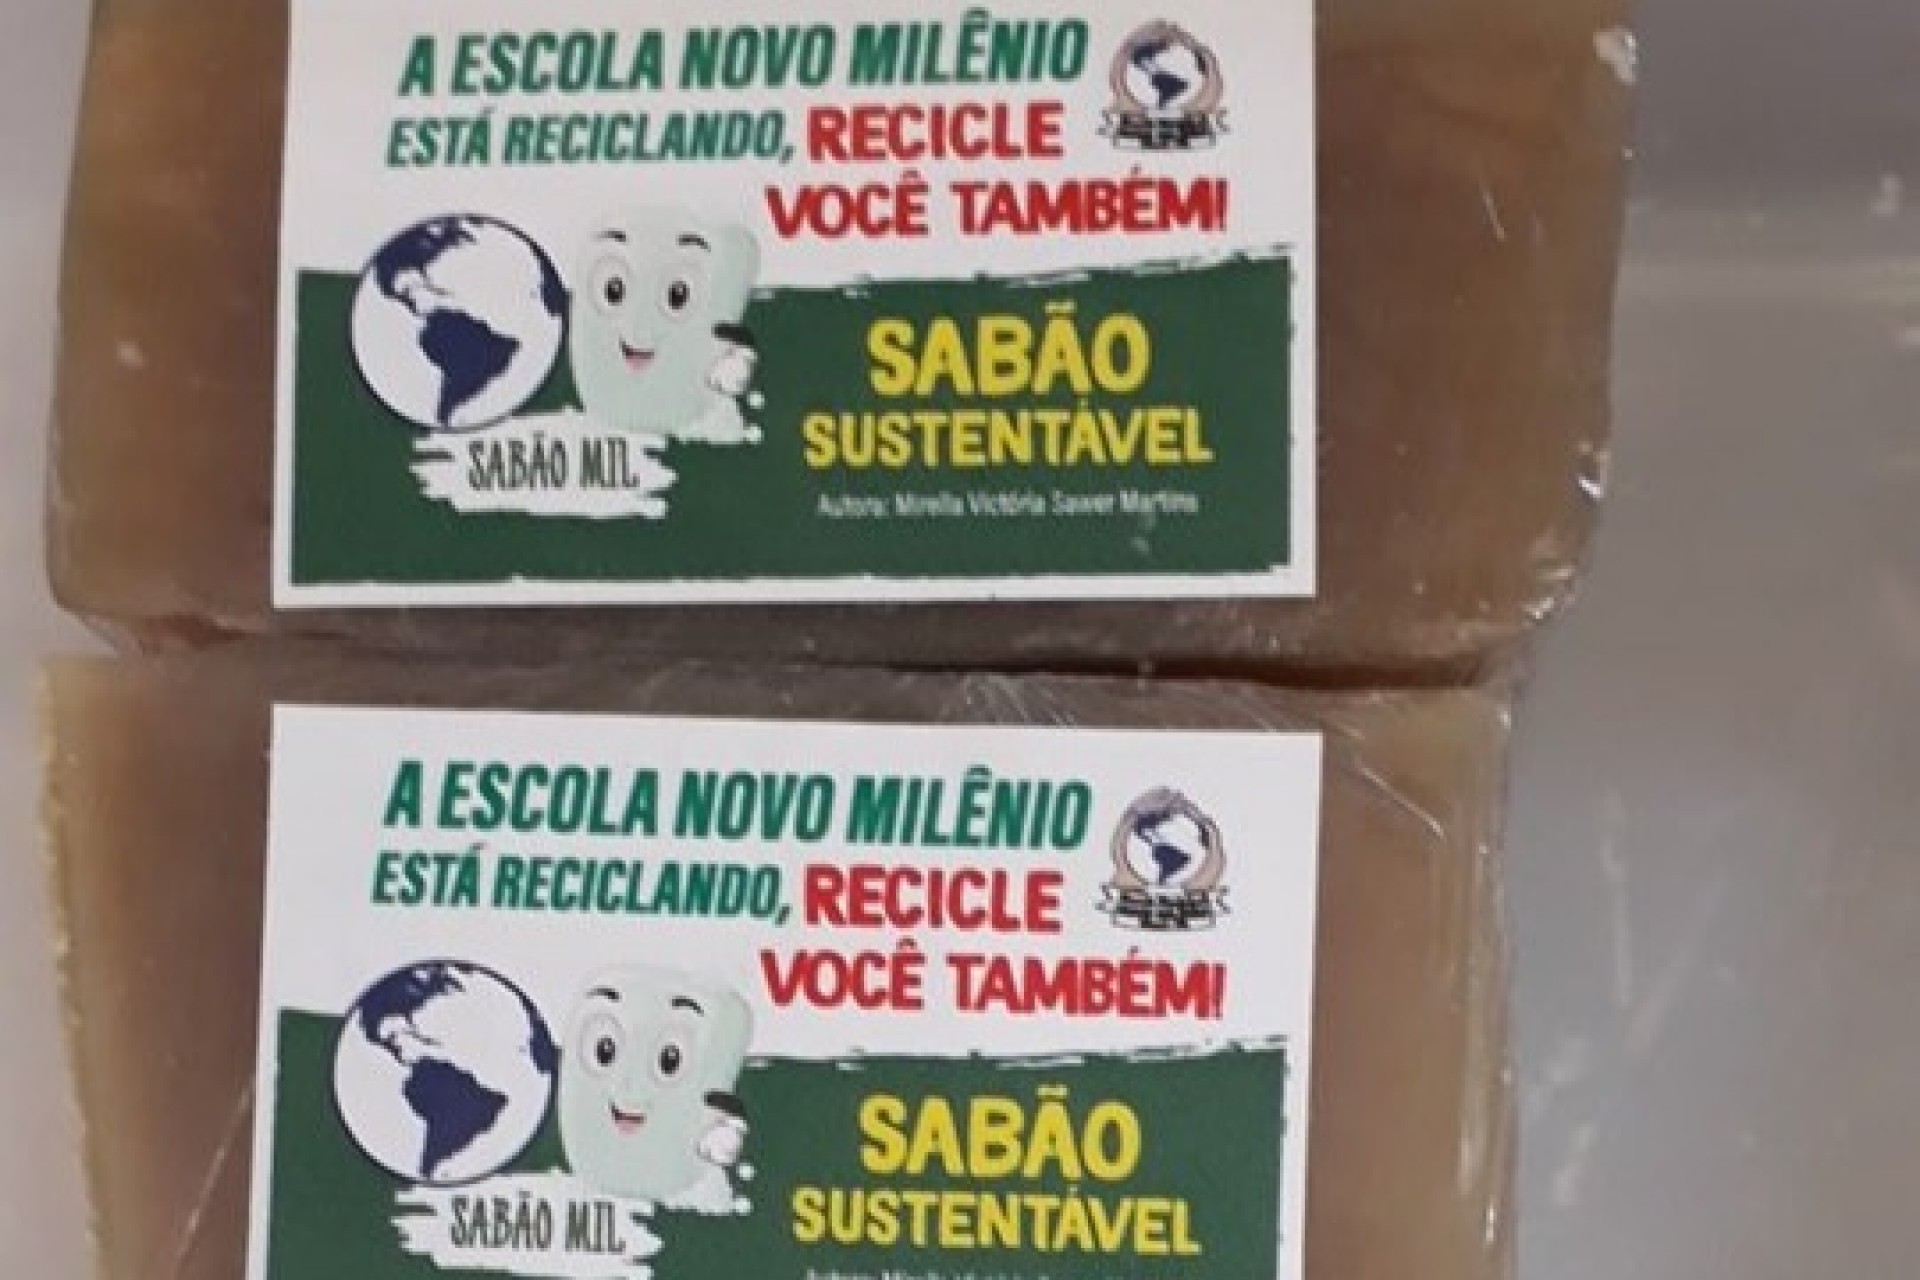 A ESCOLA NOVO MILÊNIO
ESTÁ RECICLANDO, RECICLE
VOCÊ TAMBÉM!
SABÃO MIL
SABÃO
SUSTENTÁVEL
Autora: Mirella Victória Sawer Martins
A ESCOLA NOVO MILÊNIO
ESTÁ RECICLANDO, RECICLE
VOCÊ TAMBÉM!
SABÃO MIL
SABÃO
SUSTENTÁVEL